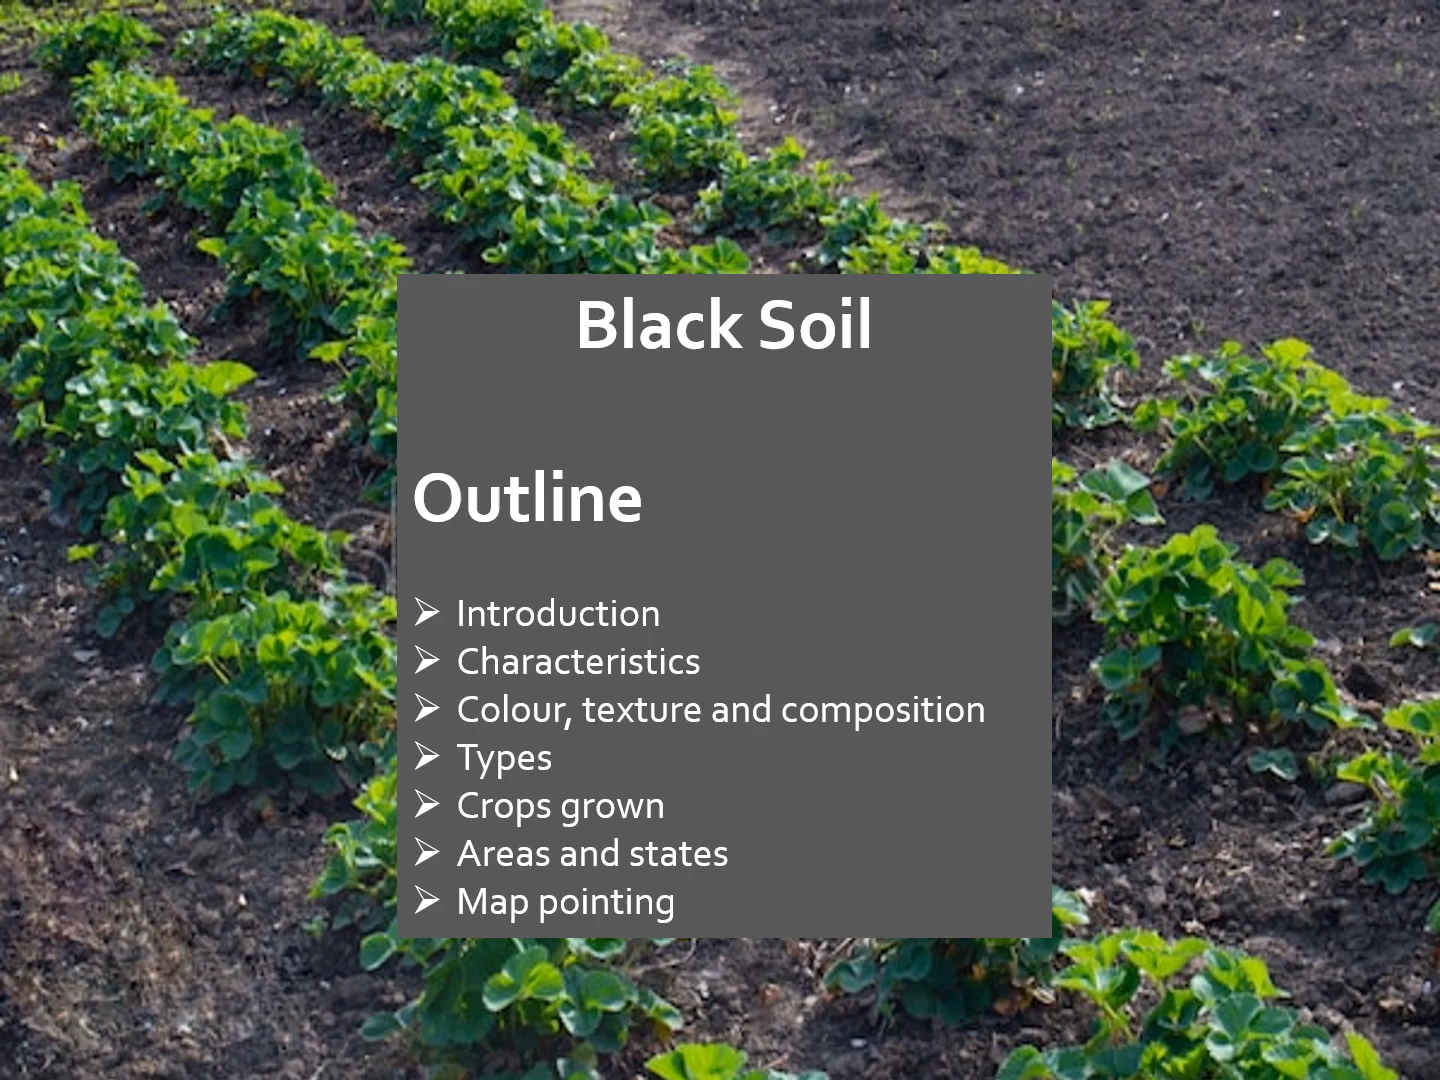 Black Soil
Outline
➢ Introduction
➢ Characteristics
➢ Colour, texture and composition
➢ Types
➢ Crops grown
➢ Areas and states
➢ Map pointing